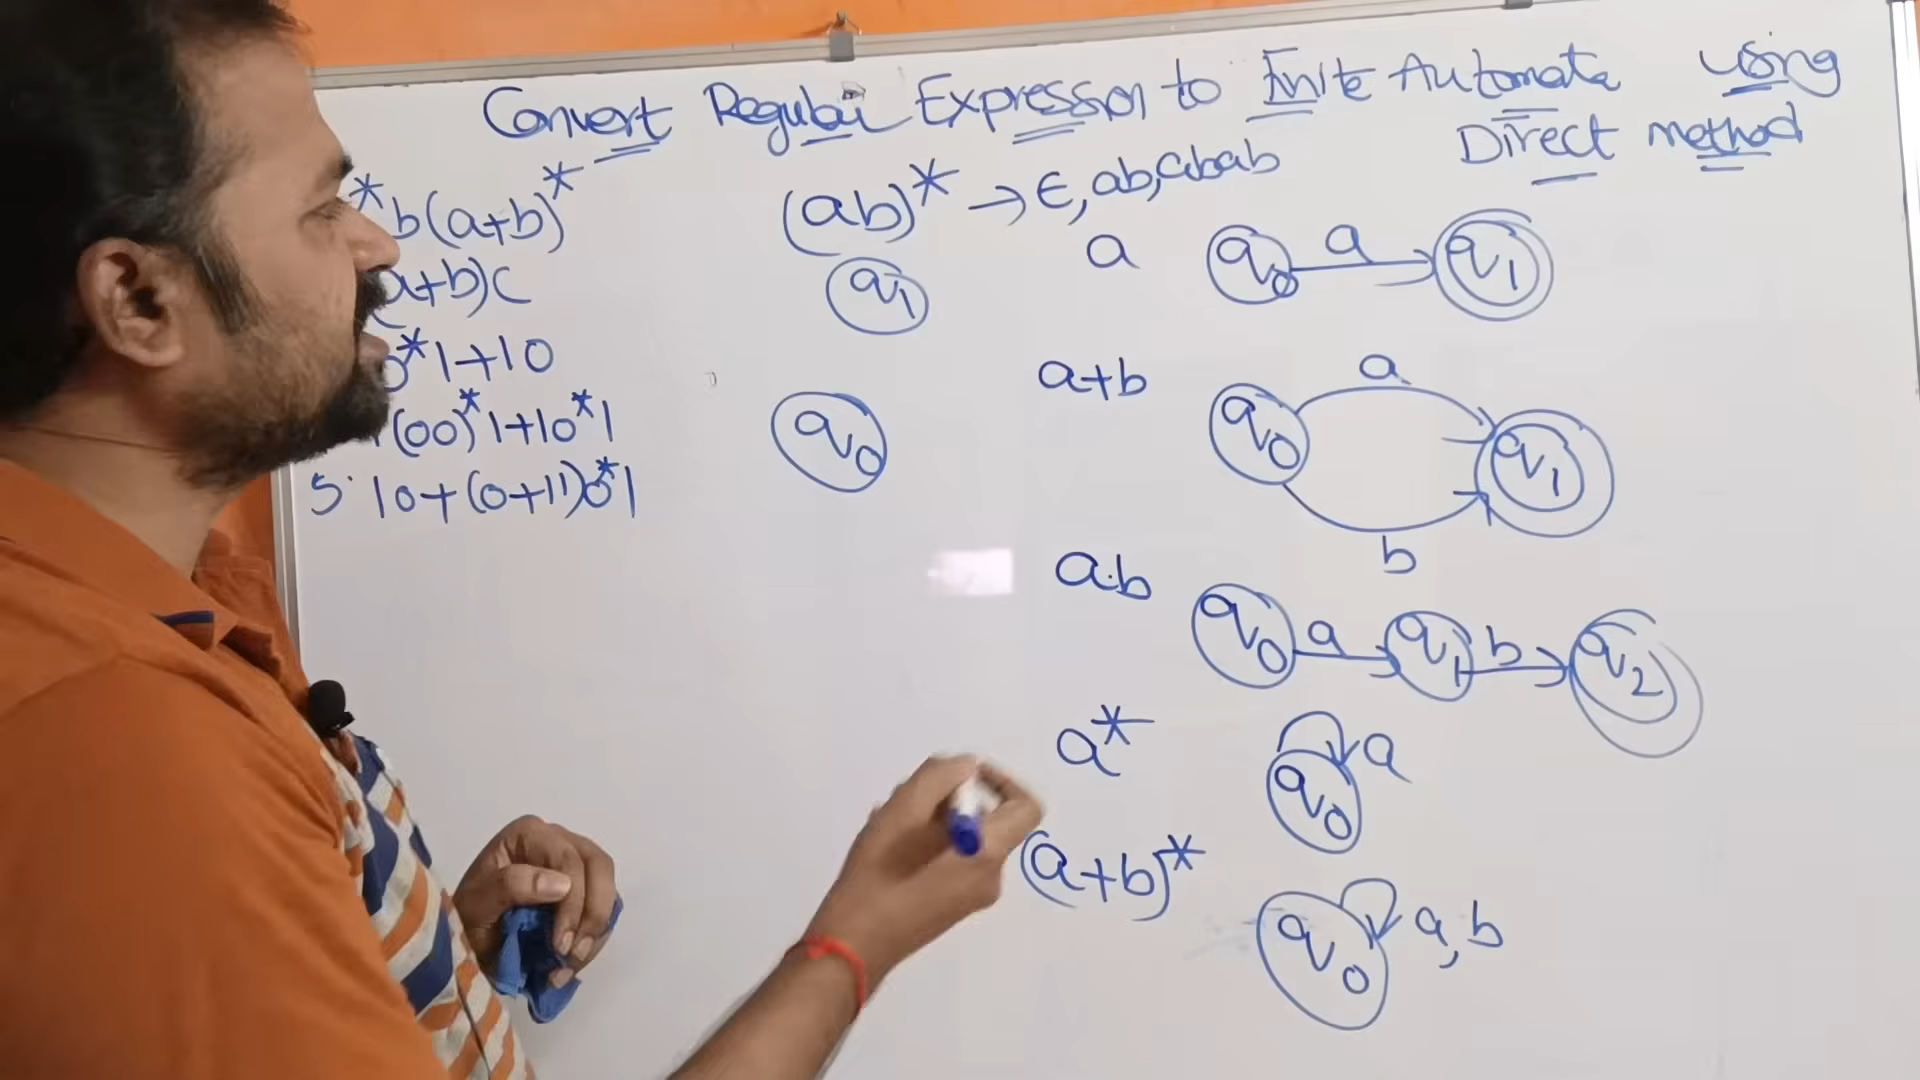 Convert Regular Expression to Finite Automata using
Direct method
*b(a+b)*
(a+b)c
0*1+10
(00)*1+10*1
5. 10+(0+11)0*1
(ab)* → ε, ab, abab
q1
q0
a q0 a q1
a+b q0 a q1
b
a.b q0 a q1 b q2
a* q0 a
(a+b)* q0 a, b